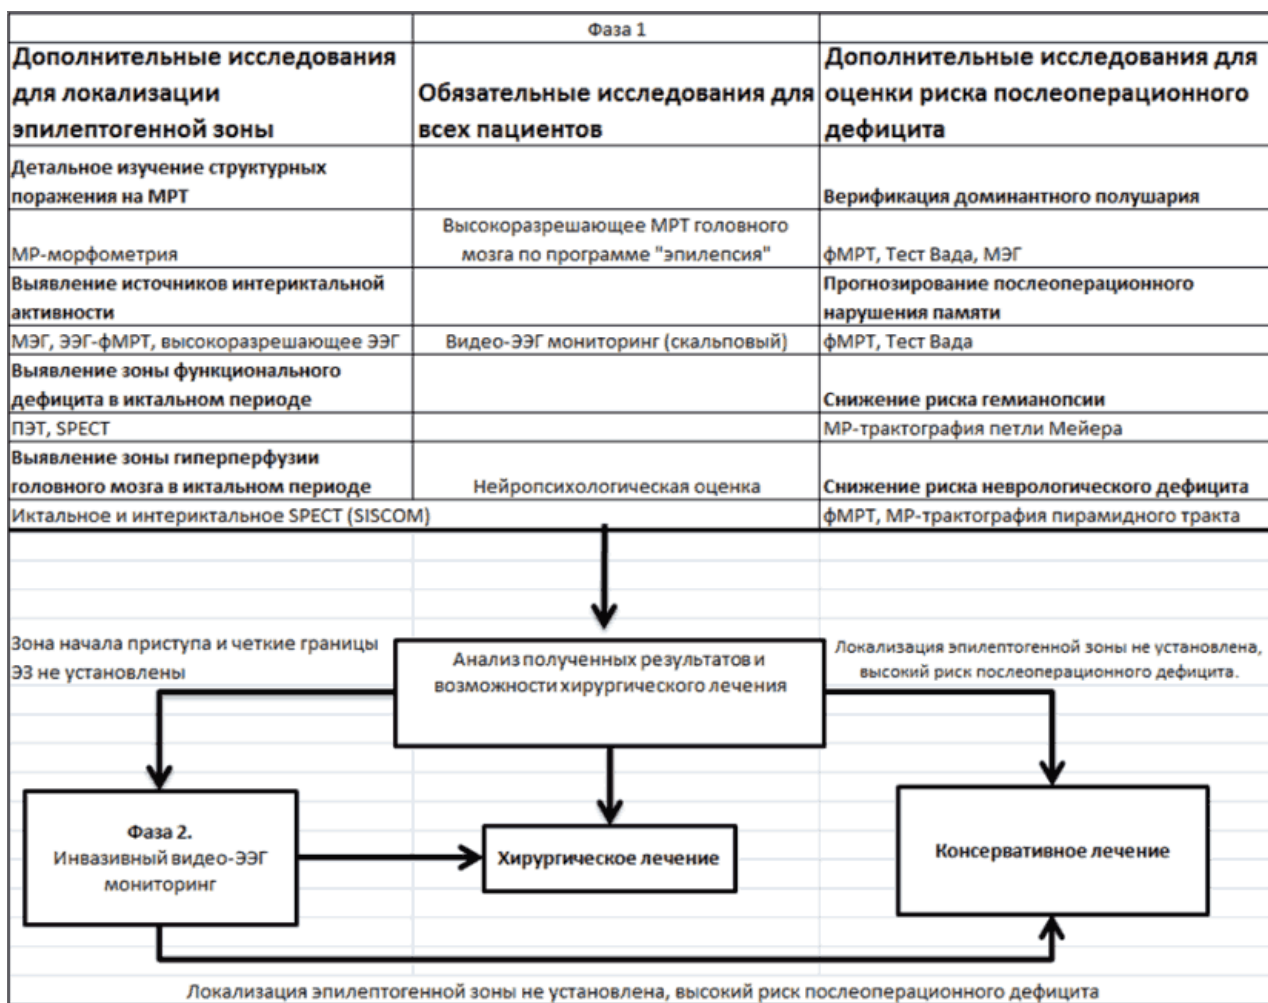 Фаза 1
Дополнительные исследования
для локализации
эпилептогенной зоны
Обязательные исследования для
всех пациентов
Дополнительные исследования для
оценки риска послеоперационного
дефицита
Детальное изучение структурных
поражения на МРТ
Верификация доминантного полушария
МР-морфометрия
Высокоразрешающее МРТ головного
мозга по программе "эпилепсия"
фМРТ, Тест Вада, МЭГ
Выявление источников интериктальной
активности
Прогнозирование послеоперационного
нарушения памяти
МЭГ, ЭЭГ-фМРТ, высокоразрешающее ЭЭГ
Видео-ЭЭГ мониторинг (скальповый)
фМРТ, Тест Вада
Выявление зоны функционального
дефицита в иктальном периоде
Снижение риска гемианопсии
ПЭТ, SPECT
МР-трактография петли Мейера
Выявление зоны гиперперфузии
головного мозга в иктальном периоде
Нейропсихологическая оценка
Снижение риска неврологического дефицита
Иктальное и интериктальное SPECT (SISCOM)
фМРТ, МР-трактография пирамидного тракта
Зона начала приступа и четкие границы
ЭЗ не установлены
Анализ полученных результатов и
возможности хирургического лечения
Локализация эпилептогенной зоны не установлена,
высокий риск послеоперационного дефицита.
Фаза 2.
Инвазивный видео-ЭЭГ
мониторинг
Хирургическое лечение
Консервативное лечение
Локализация эпилептогенной зоны не установлена, высокий риск послеоперационного дефицита